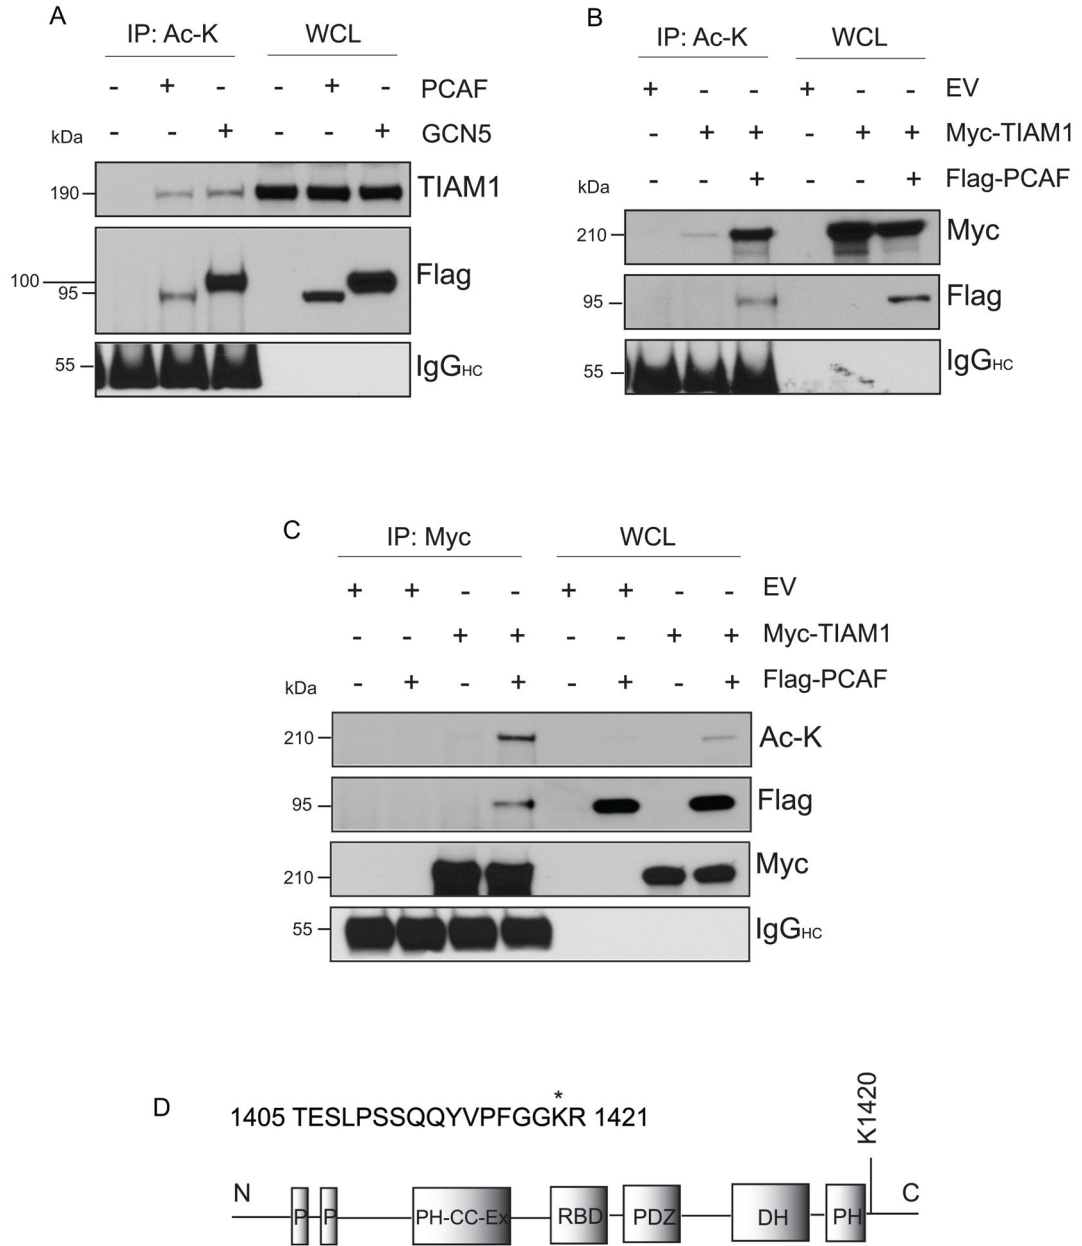 A
IP: Ac-K WCL
- + - - + - PCAF
- - + - - + GCN5
kDa
190 TIAM1
100 Flag
95
55 IgGHC
B
IP: Ac-K WCL
+ - - + - - EV
- + + - + + Myc-TIAM1
- - + - - + Flag-PCAF
kDa
210 Myc
95 Flag
55 IgGHC
C
IP: Myc WCL
+ + - - + + - - EV
- - + + - - + + Myc-TIAM1
- + - + - + - + Flag-PCAF
kDa
210 Ac-K
95 Flag
210 Myc
55 IgGHC
D
*
1405 TESLPSSQQYVPFGGKR 1421
K1420
N C
P P PH-CC-Ex RBD PDZ DH PH